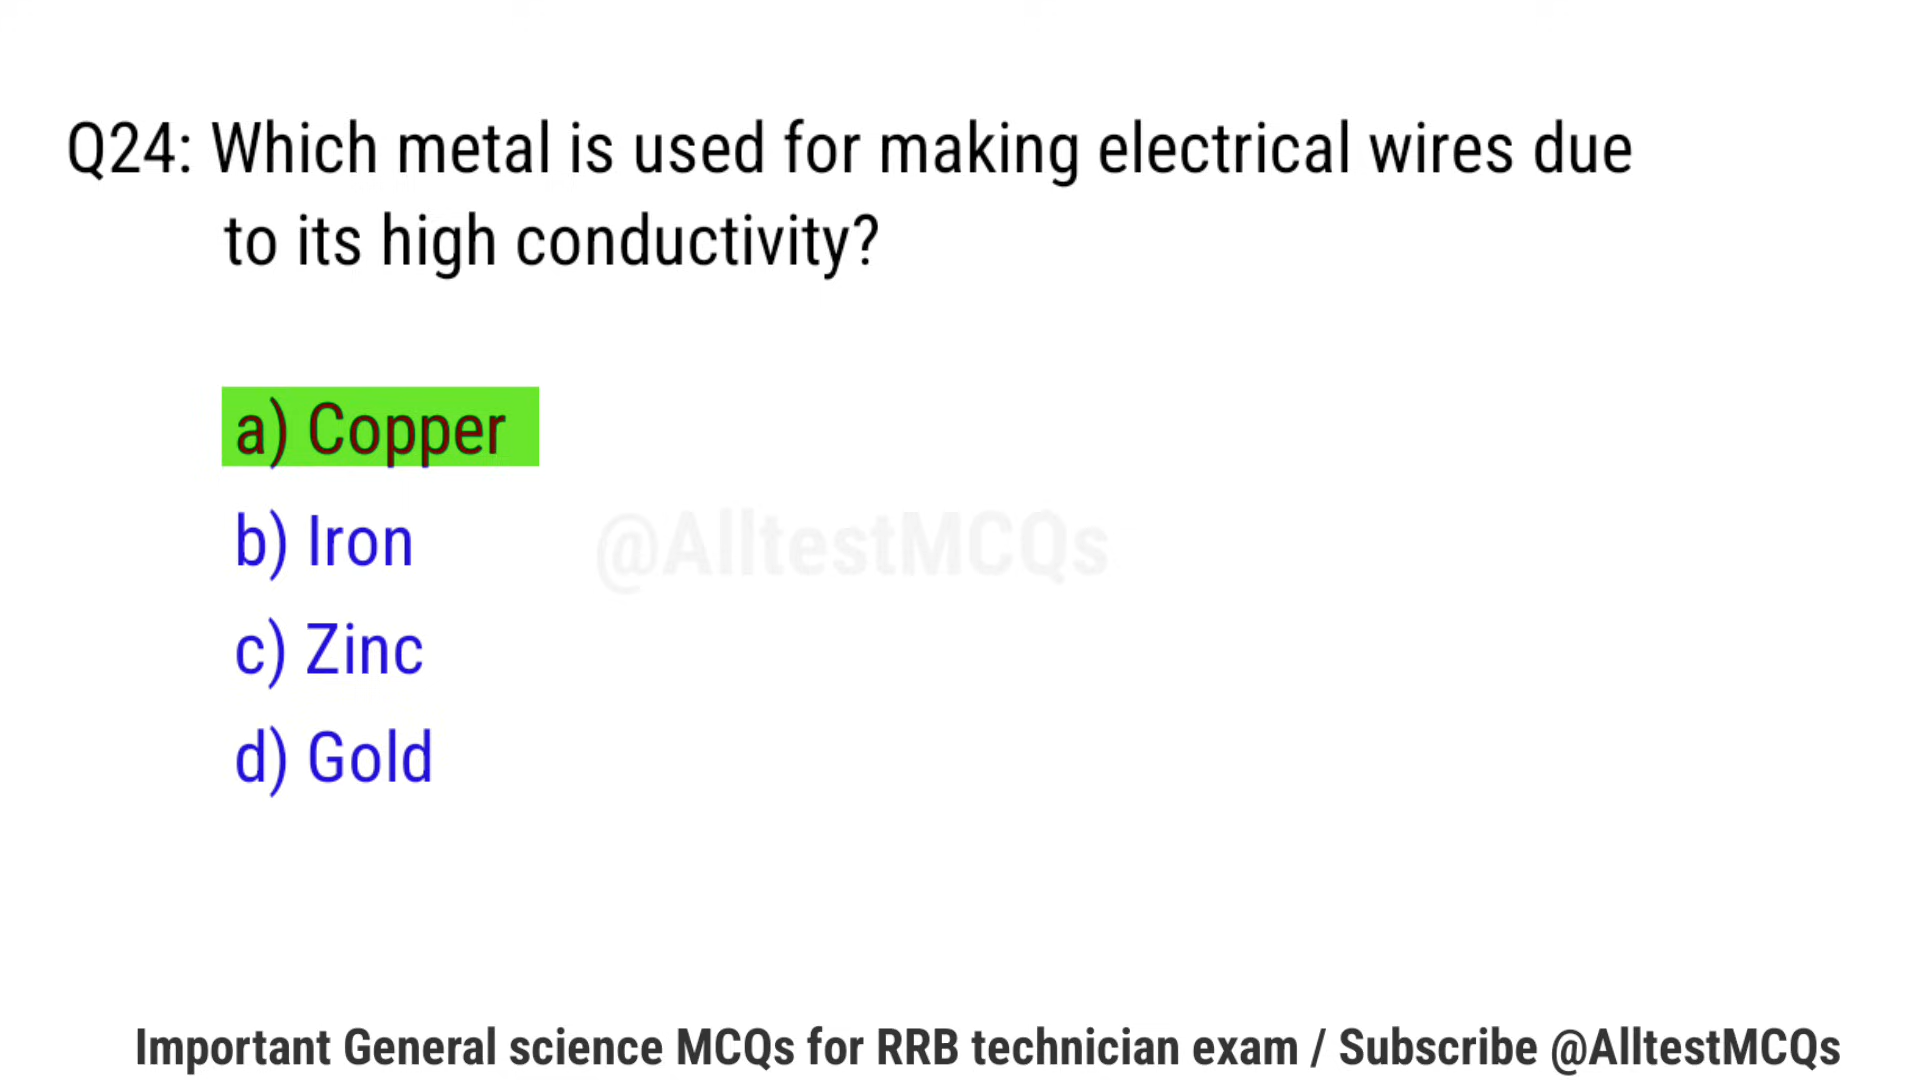 Q24: Which metal is used for making electrical wires due
to its high conductivity?
a) Copper
b) Iron
@AlltestMCQs
c) Zinc
d) Gold
Important General science MCQs for RRB technician exam / Subscribe @AlltestMCQs